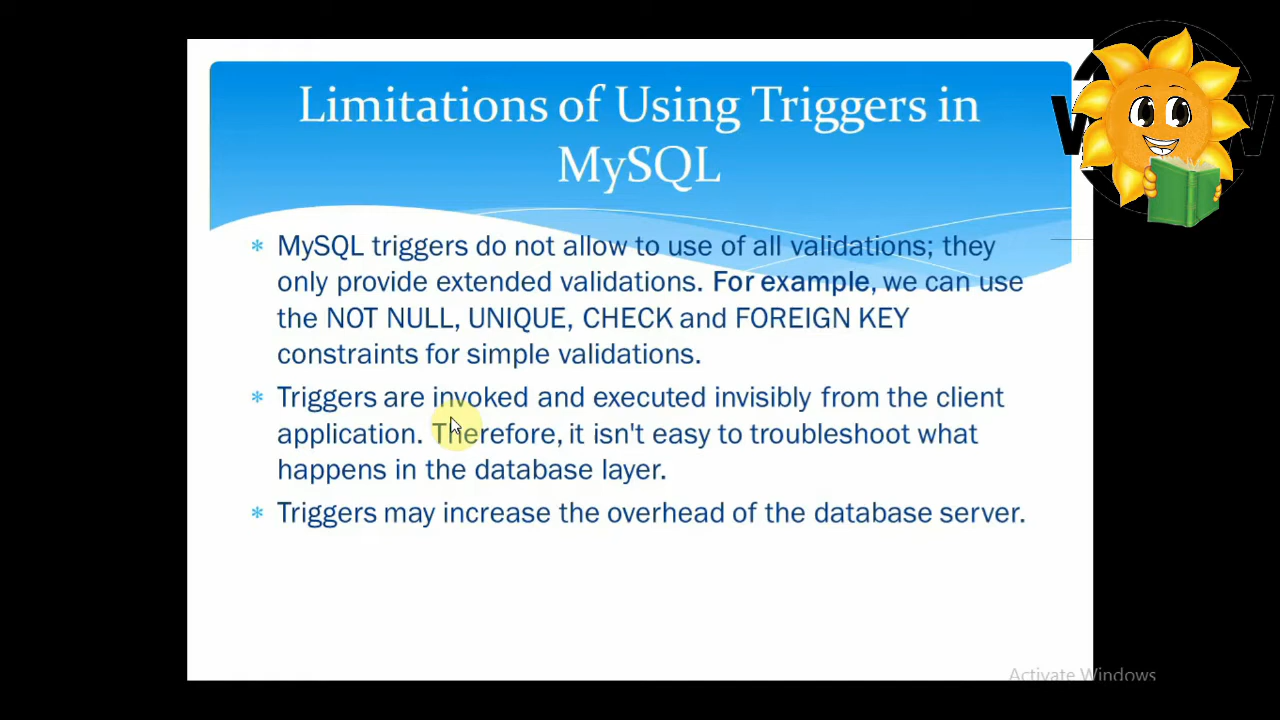 Limitations of Using Triggers in
MySQL
MySQL triggers do not allow to use of all validations; they
only provide extended validations. For example, we can use
the NOT NULL, UNIQUE, CHECK and FOREIGN KEY
constraints for simple validations.
Triggers are invoked and executed invisibly from the client
application. Therefore, it isn't easy to troubleshoot what
happens in the database layer.
Triggers may increase the overhead of the database server.
Activate Windows